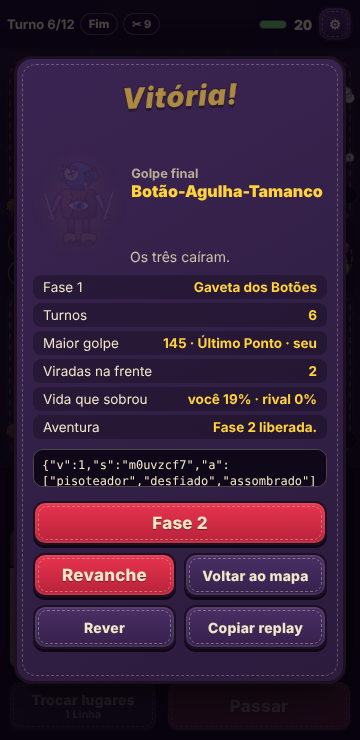 Turno 6/12 Fim ✂ 9 20
Vitória!
Golpe final
Botão-Agulha-Tamanco
Os três caíram.
Fase 1 Gaveta dos Botões
Turnos 6
Maior golpe 145 · Último Ponto · seu
Viradas na frente 2
Vida que sobrou você 19% · rival 0%
Aventura Fase 2 liberada.
{"v":1,"s":"m0uvzcf7","a":
["pisoteador","desfiado","assombrado"]
Fase 2
Revanche Voltar ao mapa
Rever Copiar replay
Trocar lugares Passar
1 Linha